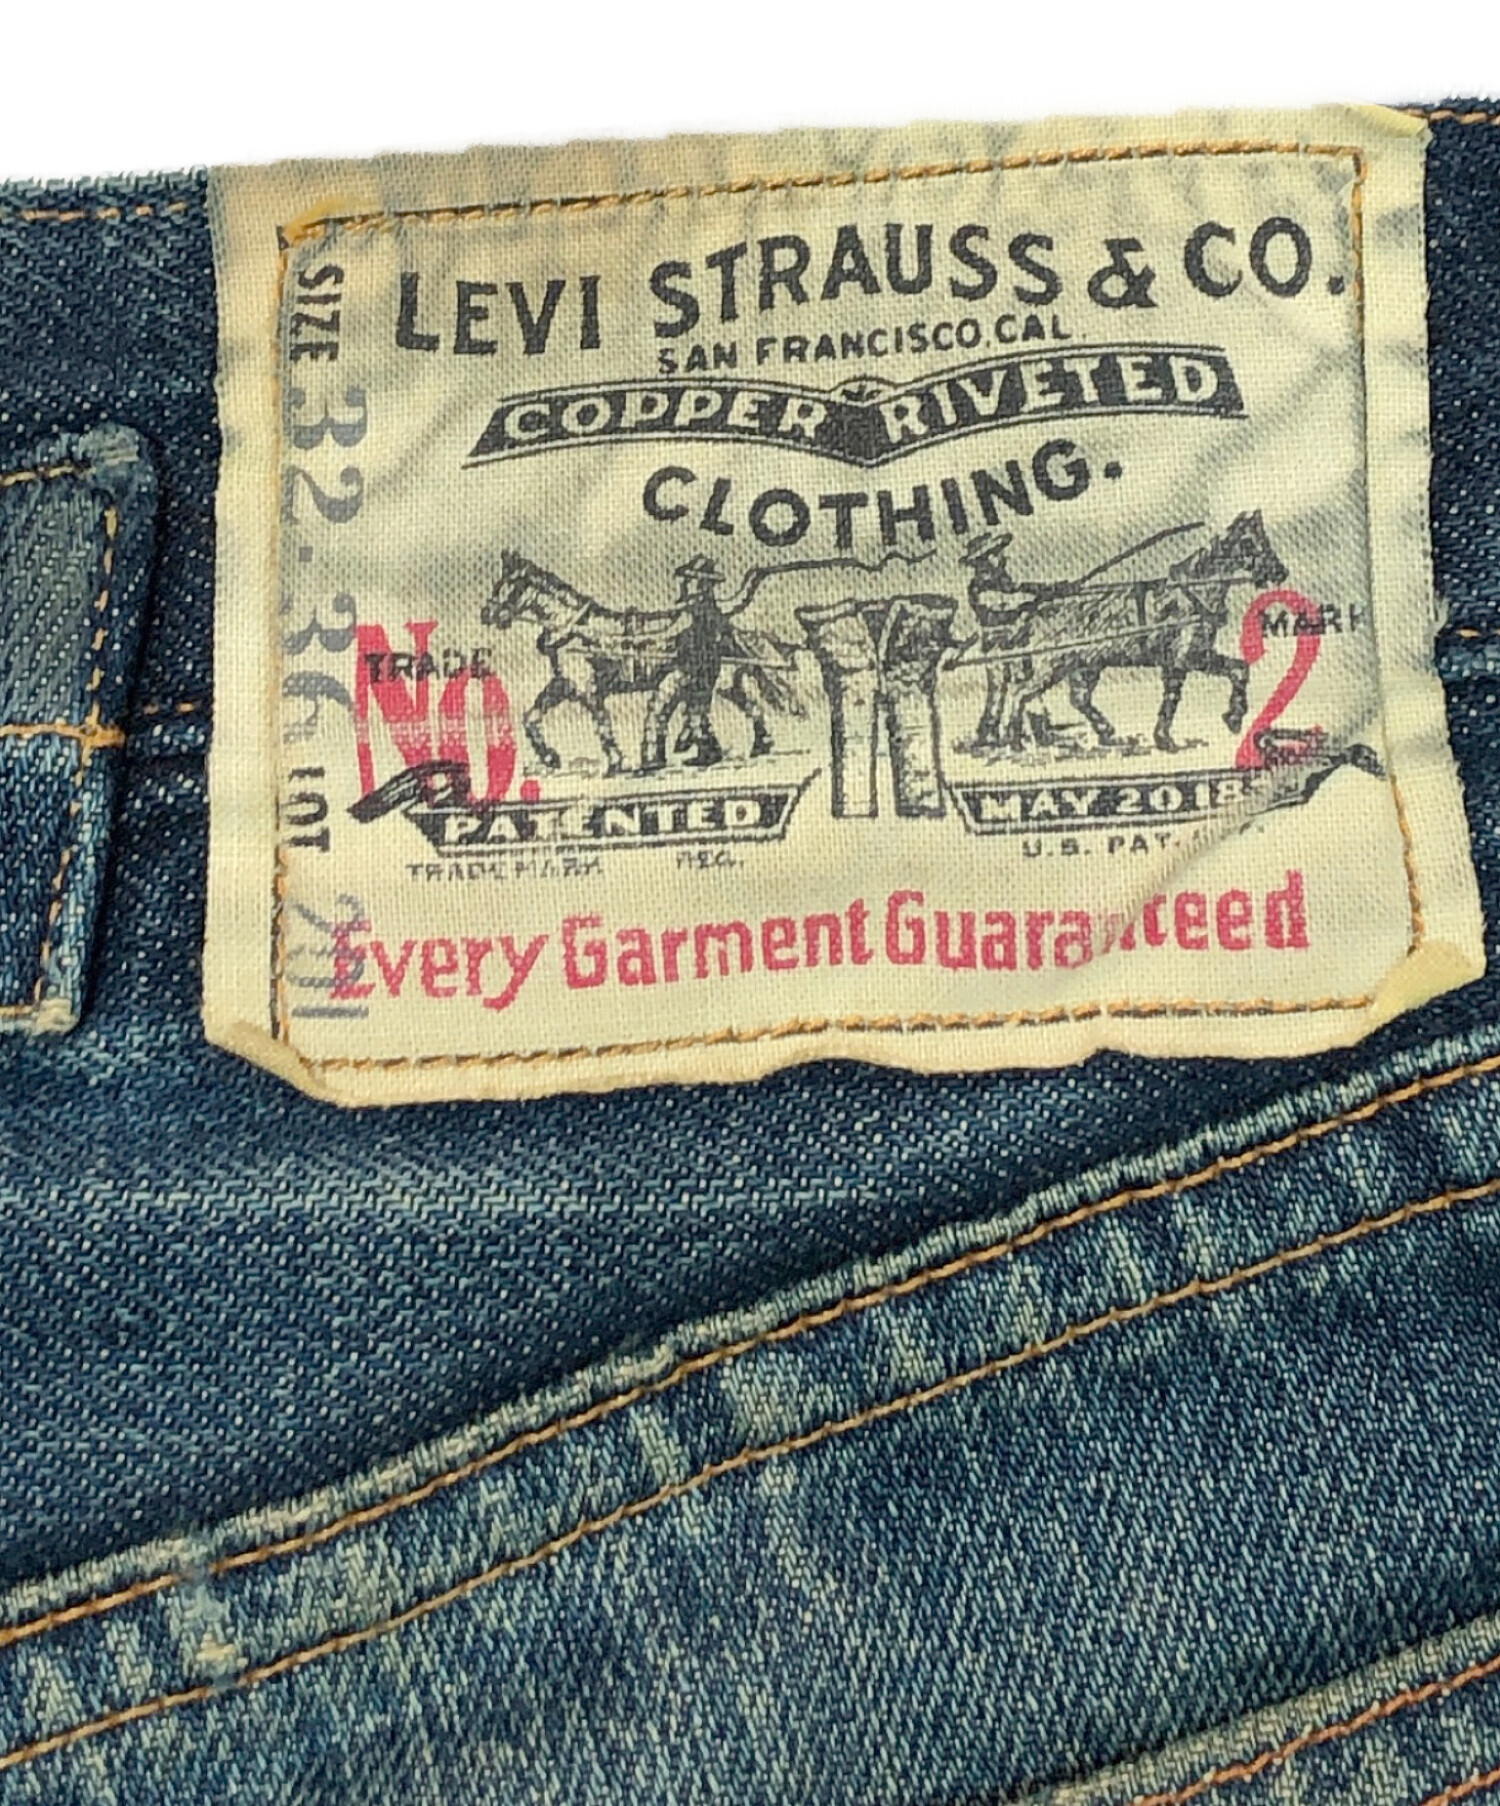 LEVI STRAUSS & CO.
SAN FRANCISCO, CAL.
COPPER RIVETED
CLOTHING.
TRADE
MARK
No. 2
PATENTED
MAY 20 18
TRADE MARK REG.
U.S. PAT.
Every Garment Guaranteed
SIZE 32-36 LOT 201